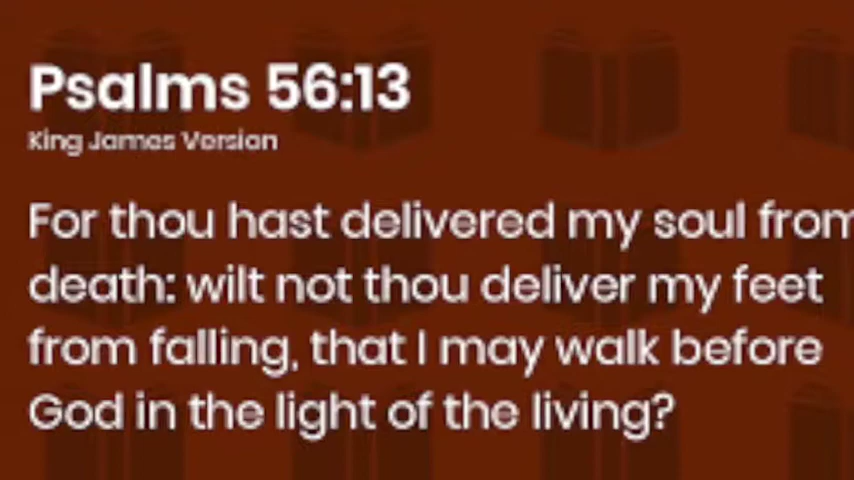 Psalms 56:13
King James Version
For thou hast delivered my soul from
death: wilt not thou deliver my feet
from falling, that I may walk before
God in the light of the living?